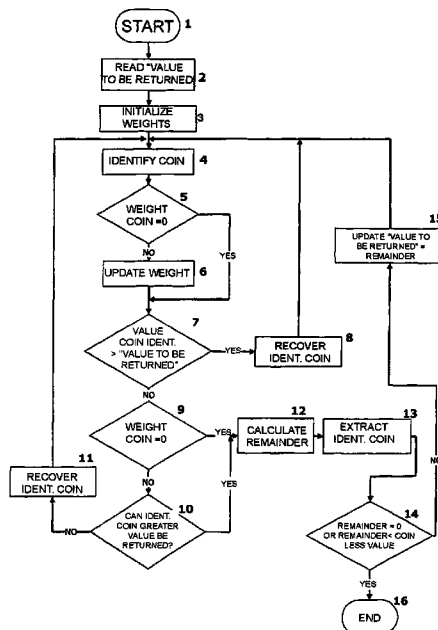 START
1
READ "VALUE
TO BE RETURNED
2
INITIALIZE
WEIGHTS
3
IDENTIFY COIN
4
5
WEIGHT
COIN =0
YES
NO
UPDATE WEIGHT
6
7
VALUE
COIN IDENT.
> "VALUE TO BE
RETURNED"
YES
RECOVER
IDENT. COIN
8
NO
9
WEIGHT
COIN =0
YES
NO
10
CAN IDENT.
COIN GREATER
VALUE BE
RETURNED?
YES
NO
11
RECOVER
IDENT. COIN
12
CALCULATE
REMAINDER
13
EXTRACT
IDENT. COIN
14
REMAINDER = 0
OR REMAINDER< COIN
LESS VALUE
NO
YES
15
UPDATE "VALUE TO
BE RETURNED" =
REMAINDER
16
END